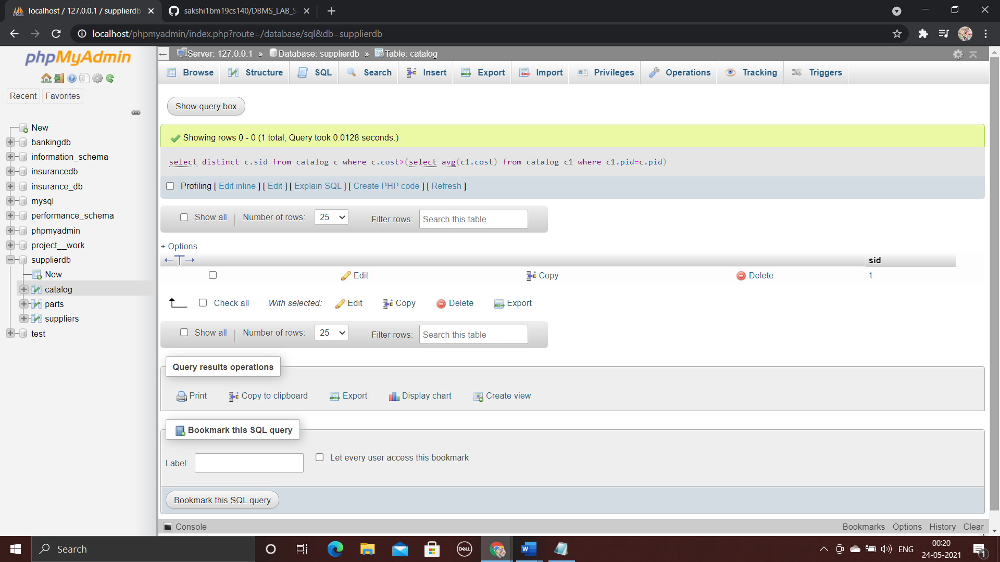 localhost / 127.0.0.1 / supplierdb
sakshi1bm19cs140/DBMS_LAB_S
localhost/phpmyadmin/index.php?route=/database/sql&db=supplierdb
phpMyAdmin
Recent Favorites
New
bankingdb
information_schema
insurancedb
insurance_db
mysql
performance_schema
phpmyadmin
project__work
supplierdb
New
catalog
parts
suppliers
test
Server: 127.0.0.1 » Database: supplierdb » Table: catalog
Browse Structure SQL Search Insert Export Import Privileges Operations Tracking Triggers
Show query box
Showing rows 0 - 0 (1 total, Query took 0.0128 seconds.)
select distinct c.sid from catalog c where c.cost>(select avg(c1.cost) from catalog c1 where c1.pid=c.pid)
Profiling [ Edit inline ] [ Edit ] [ Explain SQL ] [ Create PHP code ] [ Refresh ]
Show all Number of rows: 25 Filter rows: Search this table
+ Options
sid
Edit Copy Delete 1
Check all With selected: Edit Copy Delete Export
Show all Number of rows: 25 Filter rows: Search this table
Query results operations
Print Copy to clipboard Export Display chart Create view
Bookmark this SQL query
Label: Let every user access this bookmark
Bookmark this SQL query
Console Bookmarks Options History Clear
Search
DELL
ENG
00:20
24-05-2021
1